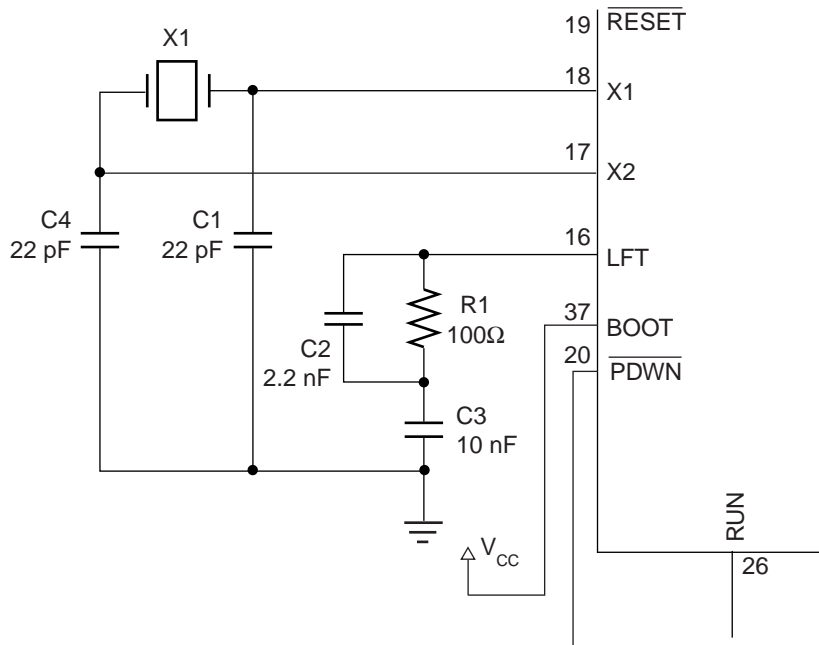 19
RESET
X1
18
X1
17
X2
C4
22 pF
C1
22 pF
16
LFT
R1
100Ω
37
BOOT
C2
2.2 nF
20
PDWN
C3
10 nF
RUN
VCC
26